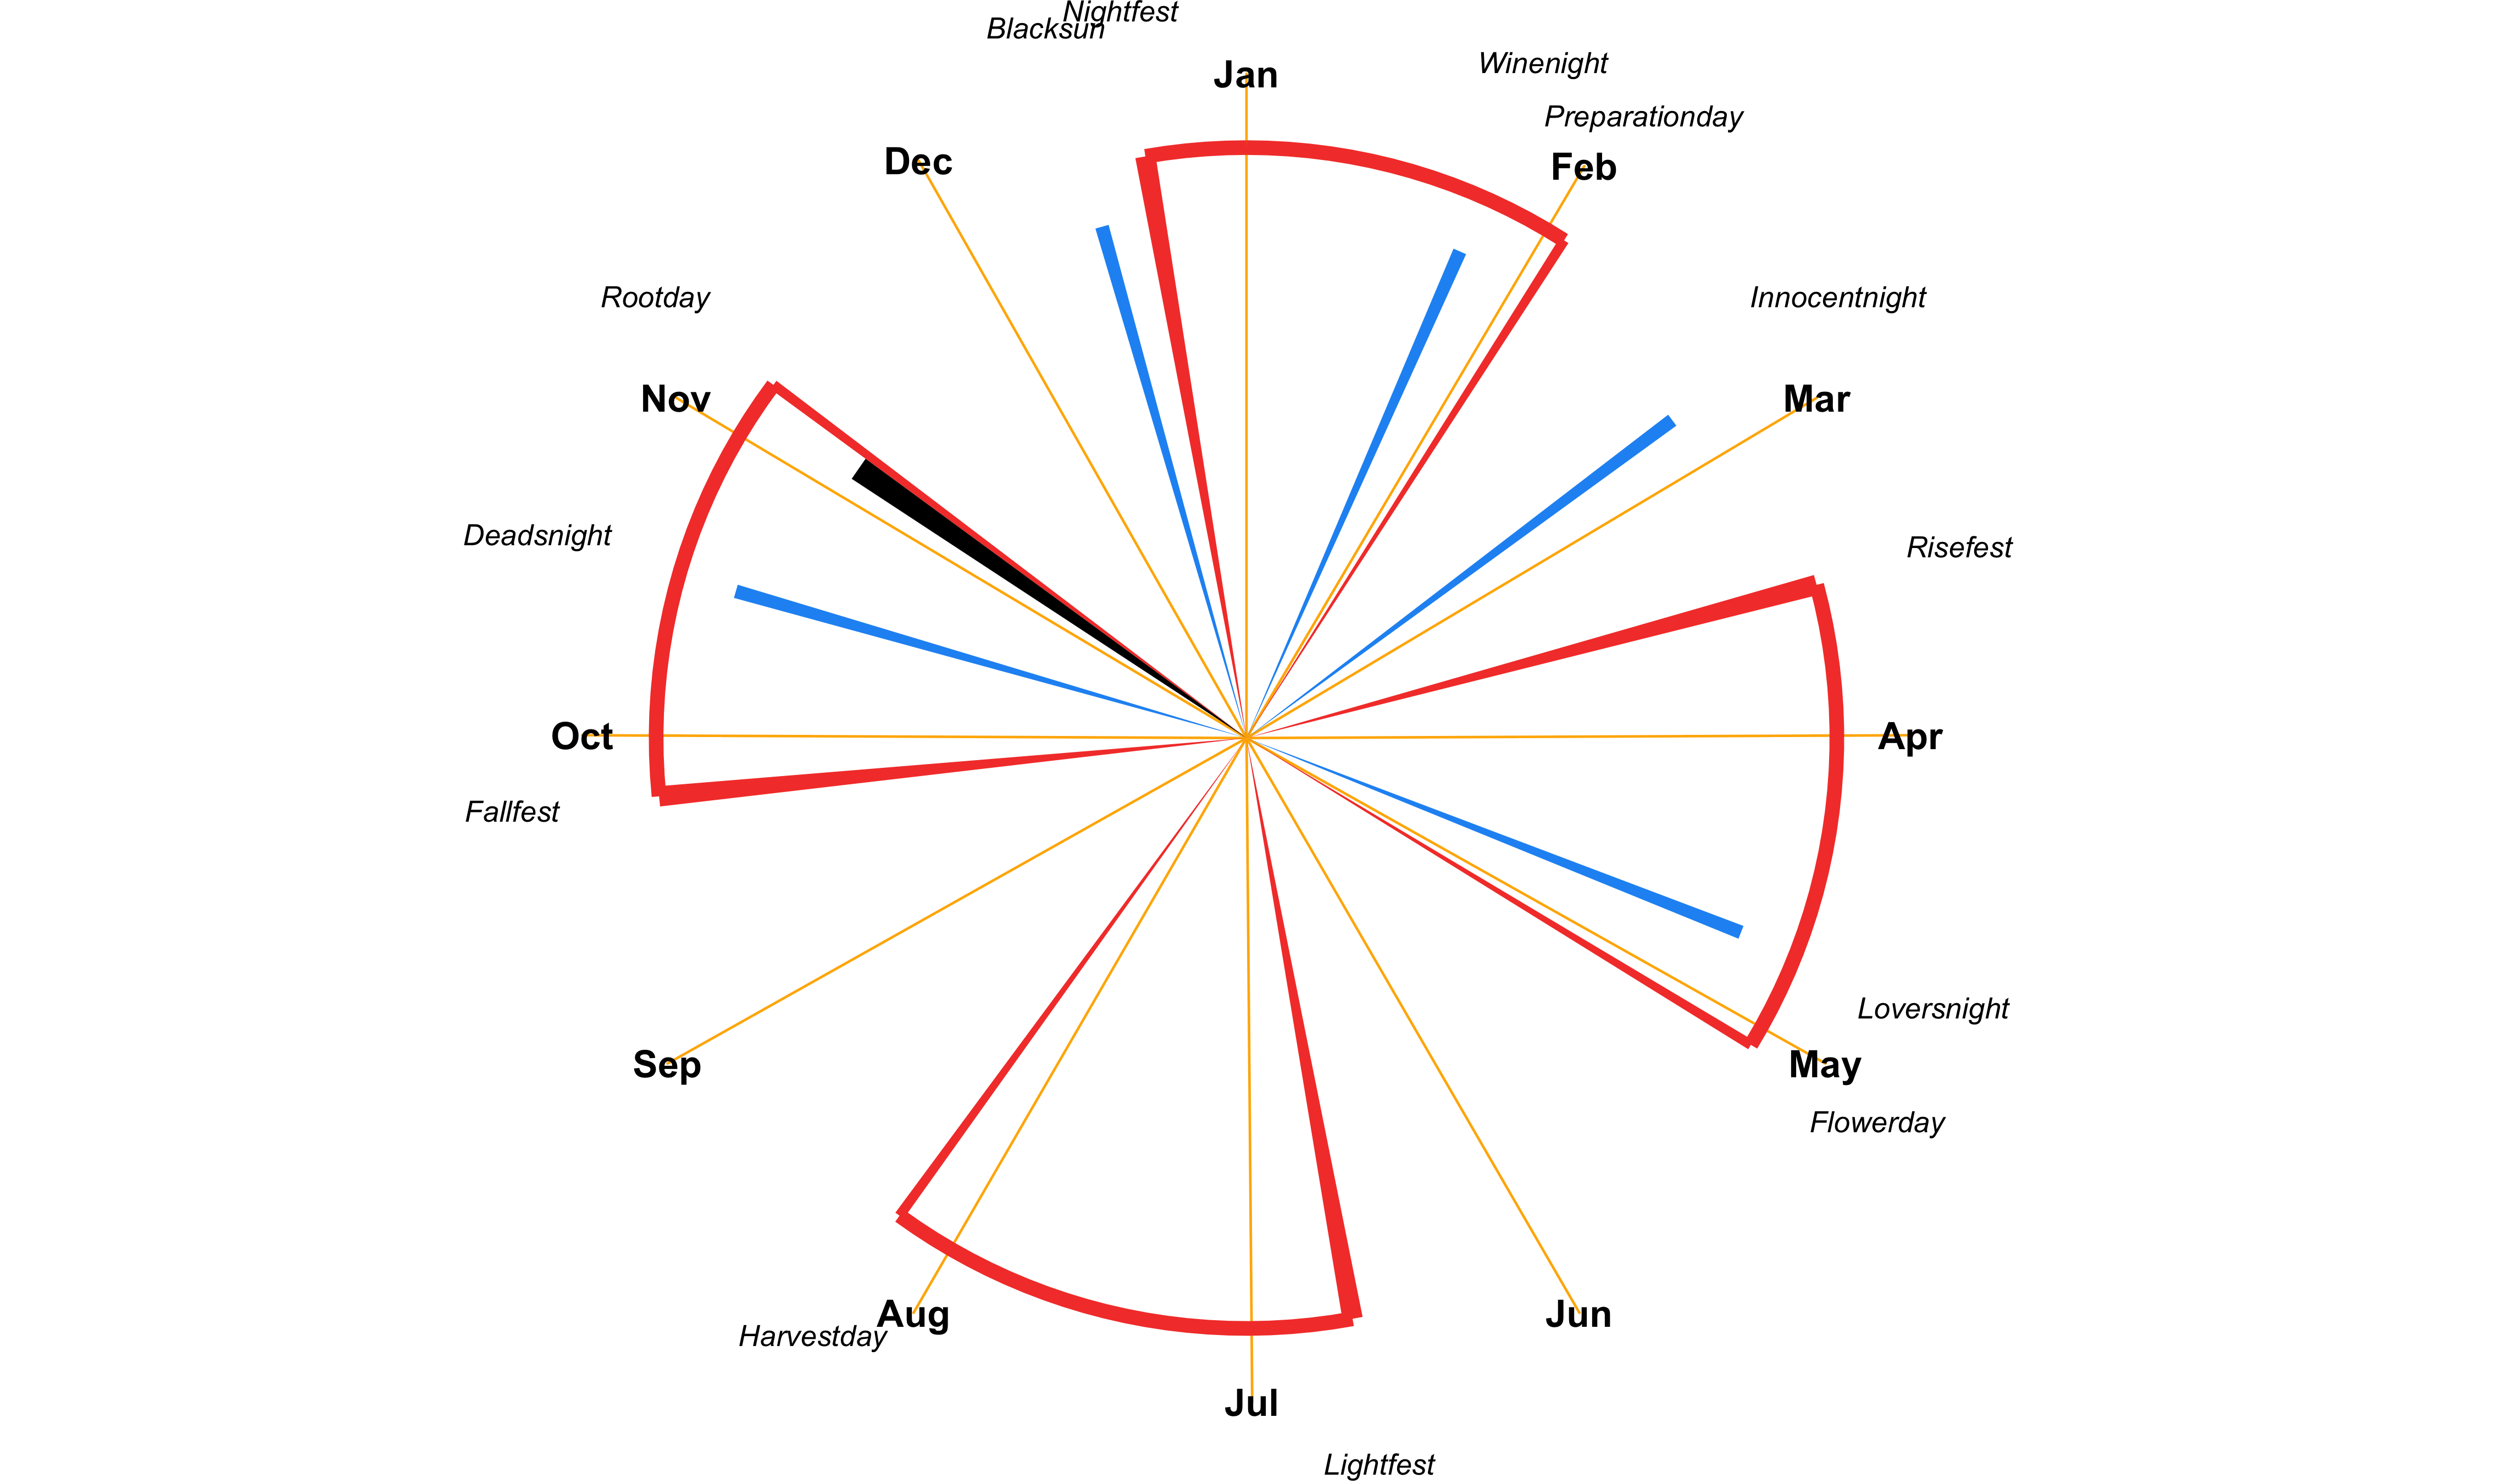 Nightfest
Blacksun
Winenight
Jan
Preparationday
Dec
Feb
Rootday
Innocentnight
Nov
Mar
Deadsnight
Risefest
Oct
Apr
Fallfest
Loversnight
Sep
May
Flowerday
Aug
Jun
Harvestday
Jul
Lightfest